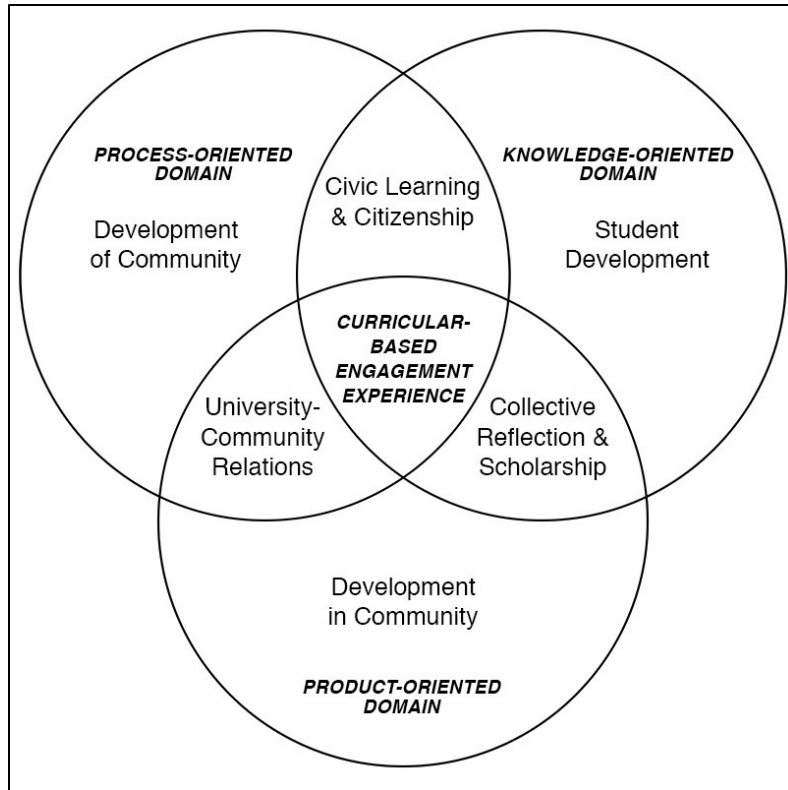 PROCESS-ORIENTED
DOMAIN
Development
of Community
Civic Learning
& Citizenship
KNOWLEDGE-ORIENTED
DOMAIN
Student
Development
CURRICULAR-
BASED
ENGAGEMENT
EXPERIENCE
University-
Community
Relations
Collective
Reflection &
Scholarship
Development
in Community
PRODUCT-ORIENTED
DOMAIN